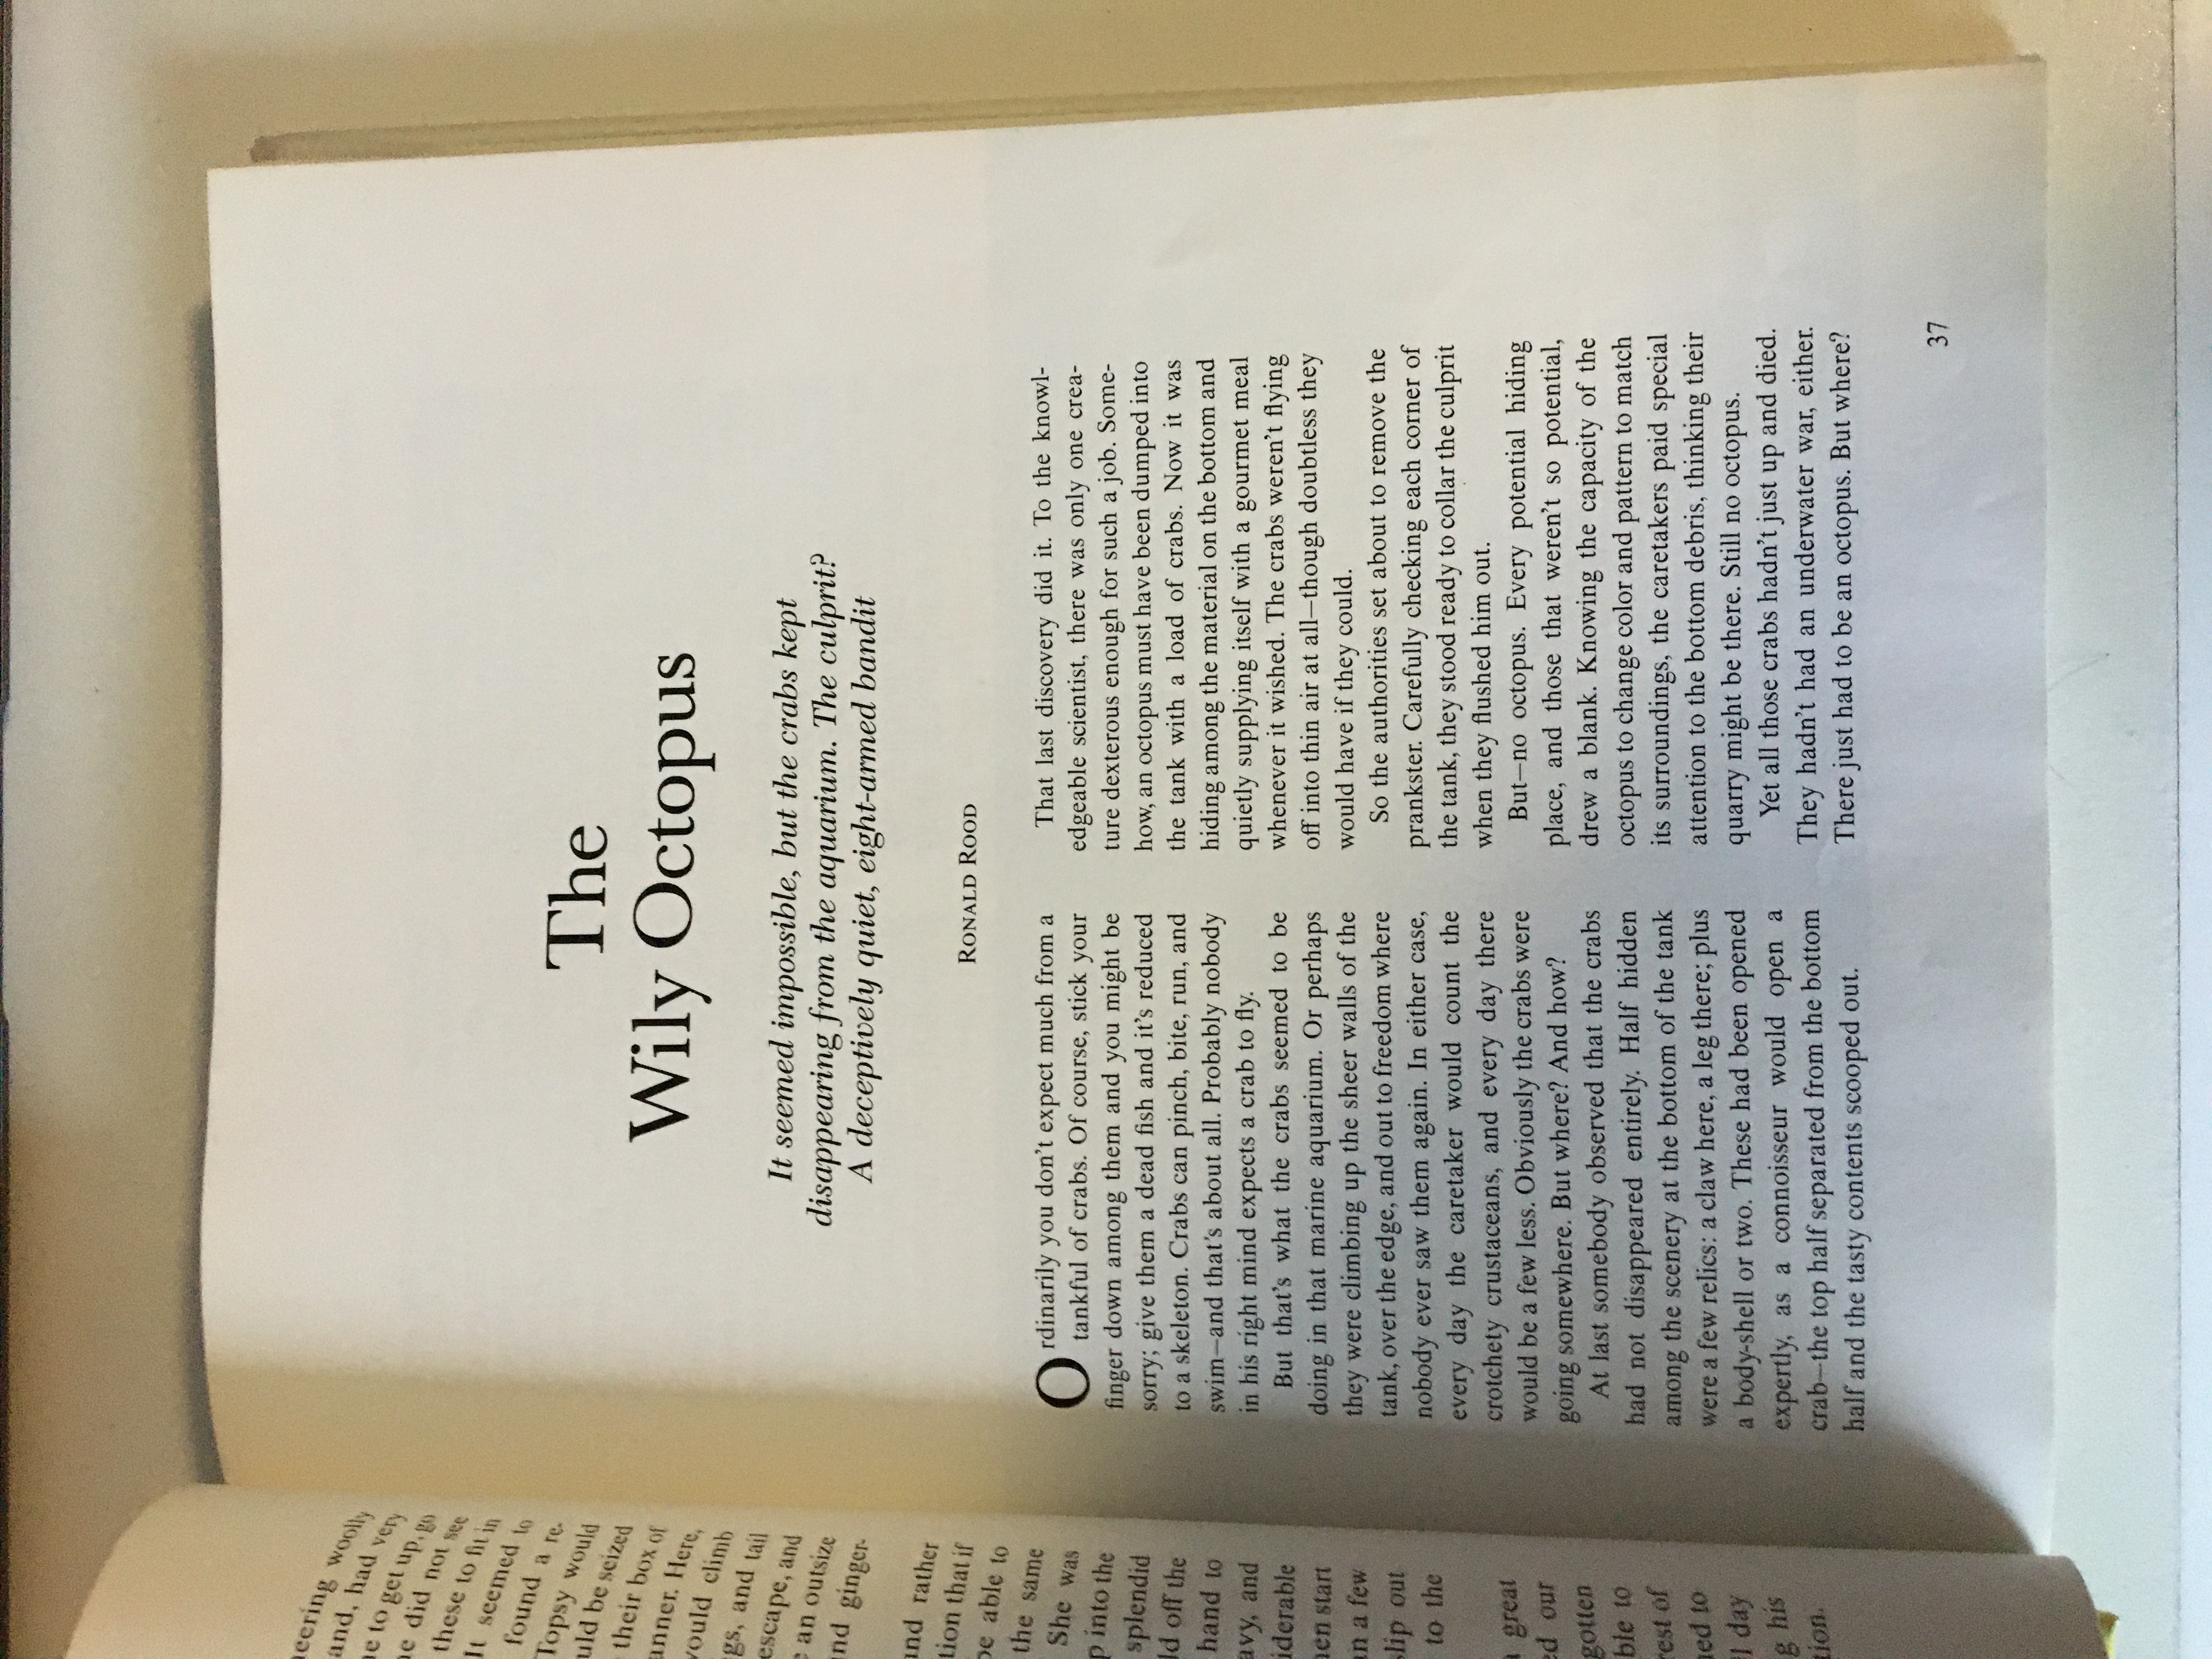 neering woolly
and, had very
ne to get up, go
ne did not see
these to fit in
It seemed to
found a re-
Topsy would
uld be seized
their box of
anner. Here,
would climb
gs, and tail
escape, and
an outsize
nd ginger-
and rather
tion that if
be able to
the same
She was
p into the
splendid
ld off the
hand to
avy, and
iderable
hen start
in a few
slip out
to the
great
ed our
gotten
ble to
rest of
ned to
l day
g his
tion.
The
Wily Octopus
It seemed impossible, but the crabs kept
disappearing from the aquarium. The culprit?
A deceptively quiet, eight-armed bandit
RONALD ROOD
Ordinarily you don't expect much from a
tankful of crabs. Of course, stick your
finger down among them and you might be
sorry; give them a dead fish and it's reduced
to a skeleton. Crabs can pinch, bite, run, and
swim—and that's about all. Probably nobody
in his right mind expects a crab to fly.
But that's what the crabs seemed to be
doing in that marine aquarium. Or perhaps
they were climbing up the sheer walls of the
tank, over the edge, and out to freedom where
nobody ever saw them again. In either case,
every day the caretaker would count the
crotchety crustaceans, and every day there
would be a few less. Obviously the crabs were
going somewhere. But where? And how?
At last somebody observed that the crabs
had not disappeared entirely. Half hidden
among the scenery at the bottom of the tank
were a few relics: a claw here, a leg there; plus
a body-shell or two. These had been opened
expertly, as a connoisseur would open a
crab—the top half separated from the bottom
half and the tasty contents scooped out.
That last discovery did it. To the knowl-
edgeable scientist, there was only one crea-
ture dexterous enough for such a job. Some-
how, an octopus must have been dumped into
the tank with a load of crabs. Now it was
hiding among the material on the bottom and
quietly supplying itself with a gourmet meal
whenever it wished. The crabs weren't flying
off into thin air at all—though doubtless they
would have if they could.
So the authorities set about to remove the
prankster. Carefully checking each corner of
the tank, they stood ready to collar the culprit
when they flushed him out.
But—no octopus. Every potential hiding
place, and those that weren't so potential,
drew a blank. Knowing the capacity of the
octopus to change color and pattern to match
its surroundings, the caretakers paid special
attention to the bottom debris, thinking their
quarry might be there. Still no octopus.
Yet all those crabs hadn't just up and died.
They hadn't had an underwater war, either.
There just had to be an octopus. But where?
37